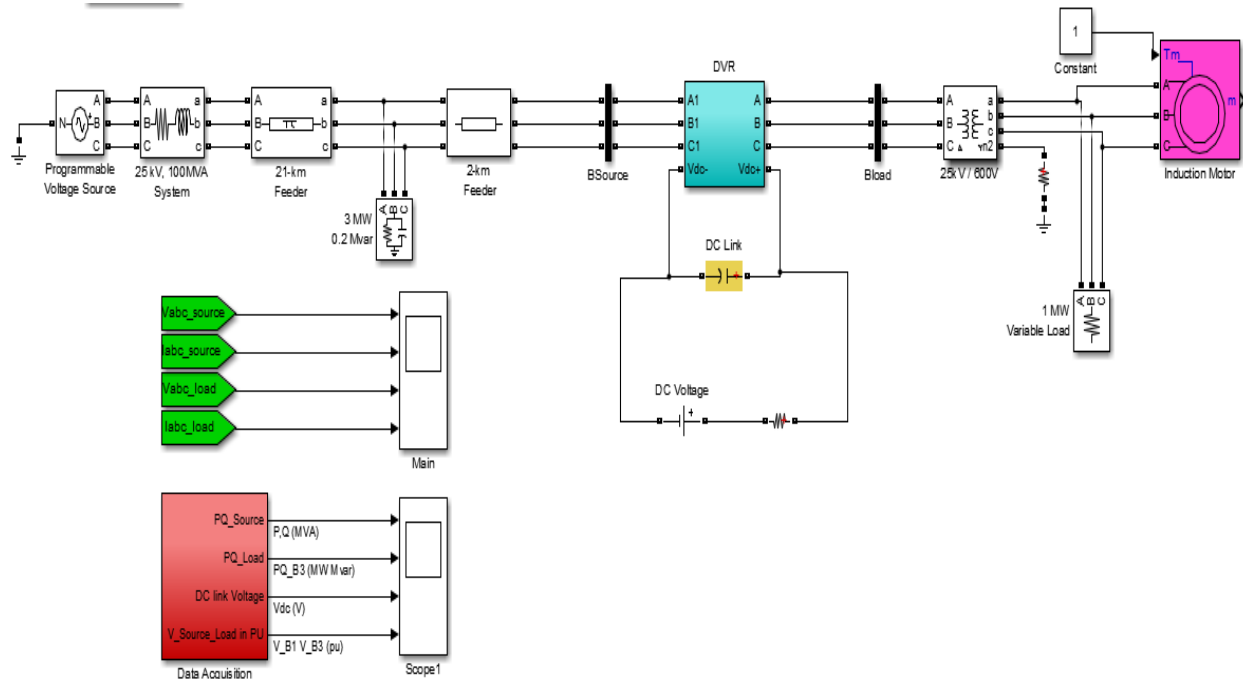 DVR
1
Constant
Tm
A
B
C
m
Induction Motor
N
A
B
C
Programmable
Voltage Source
A
B
C
a
b
c
25 kV, 100MVA
System
A
B
C
a
b
c
21-km
Feeder
A
B
C
3 MW
0.2 Mvar
2-km
Feeder
BSource
A1
B1
C1
Vdc-
A
B
C
Vdc+
Bload
A
B
C
a
b
c
n2
25kV / 600V
A
B
C
1 MW
Variable Load
DC Link
+
DC Voltage
+
Vabc_source
Iabc_source
Vabc_load
Iabc_load
Main
PQ_Source
P,Q (MVA)
PQ_Load
PQ_B3 (MW Mvar)
DC link Voltage
Vdc (V)
V_Source_Load in PU
V_B1 V_B3 (pu)
Data Acquisition
Scope1